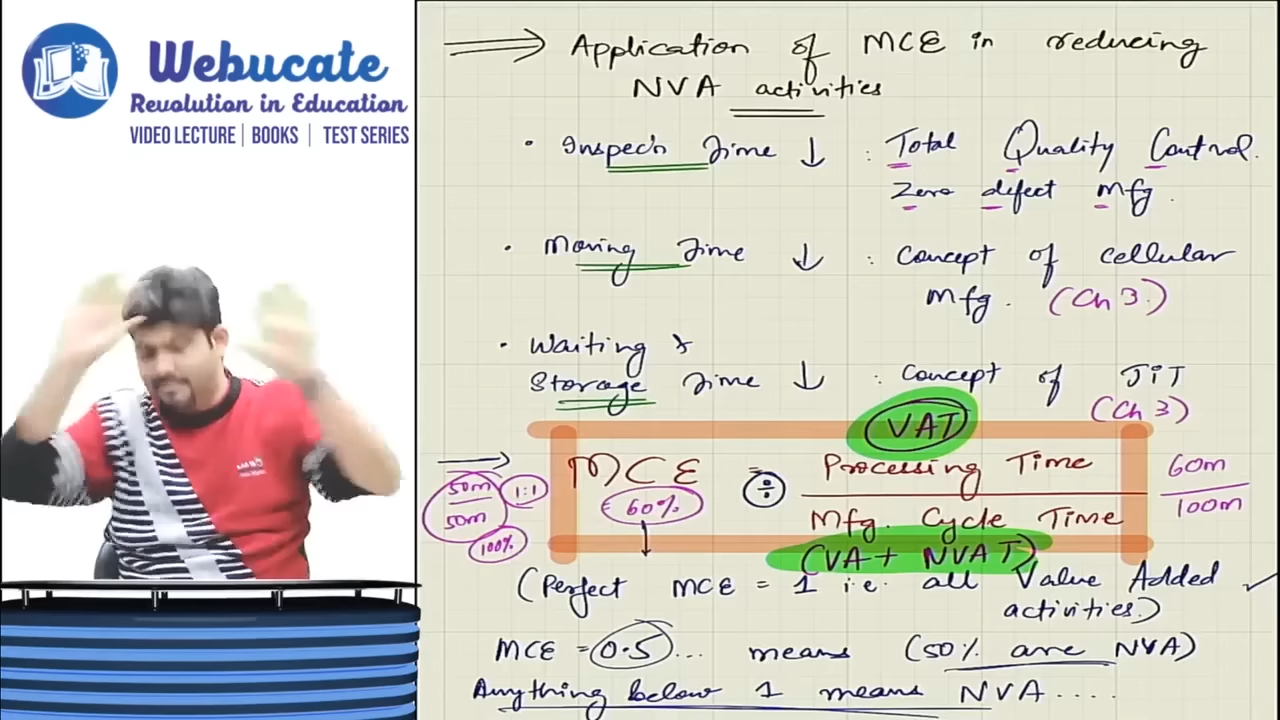 Webucate
Revolution in Education
VIDEO LECTURE | BOOKS | TEST SERIES
⟹ Application of MCE in reducing
NVA activities
• Inspecn Time ↓ : Total Quality Control.
Zero defect Mfg.
• Moving Time ↓ : Concept of cellular
Mfg. (Ch 3.)
• Waiting &
Storage Time ↓ : Concept of JIT
(Ch 3)
VAT
MCE ÷ Processing Time
Mfg. Cycle Time
(VA + NVAT)
= 60%
60m
100m
50m
50m
1:1
100%
(Perfect MCE = 1 i.e. all Value Added
activities.)
MCE = 0.5... means (50% are NVA)
Anything below 1 means NVA ....